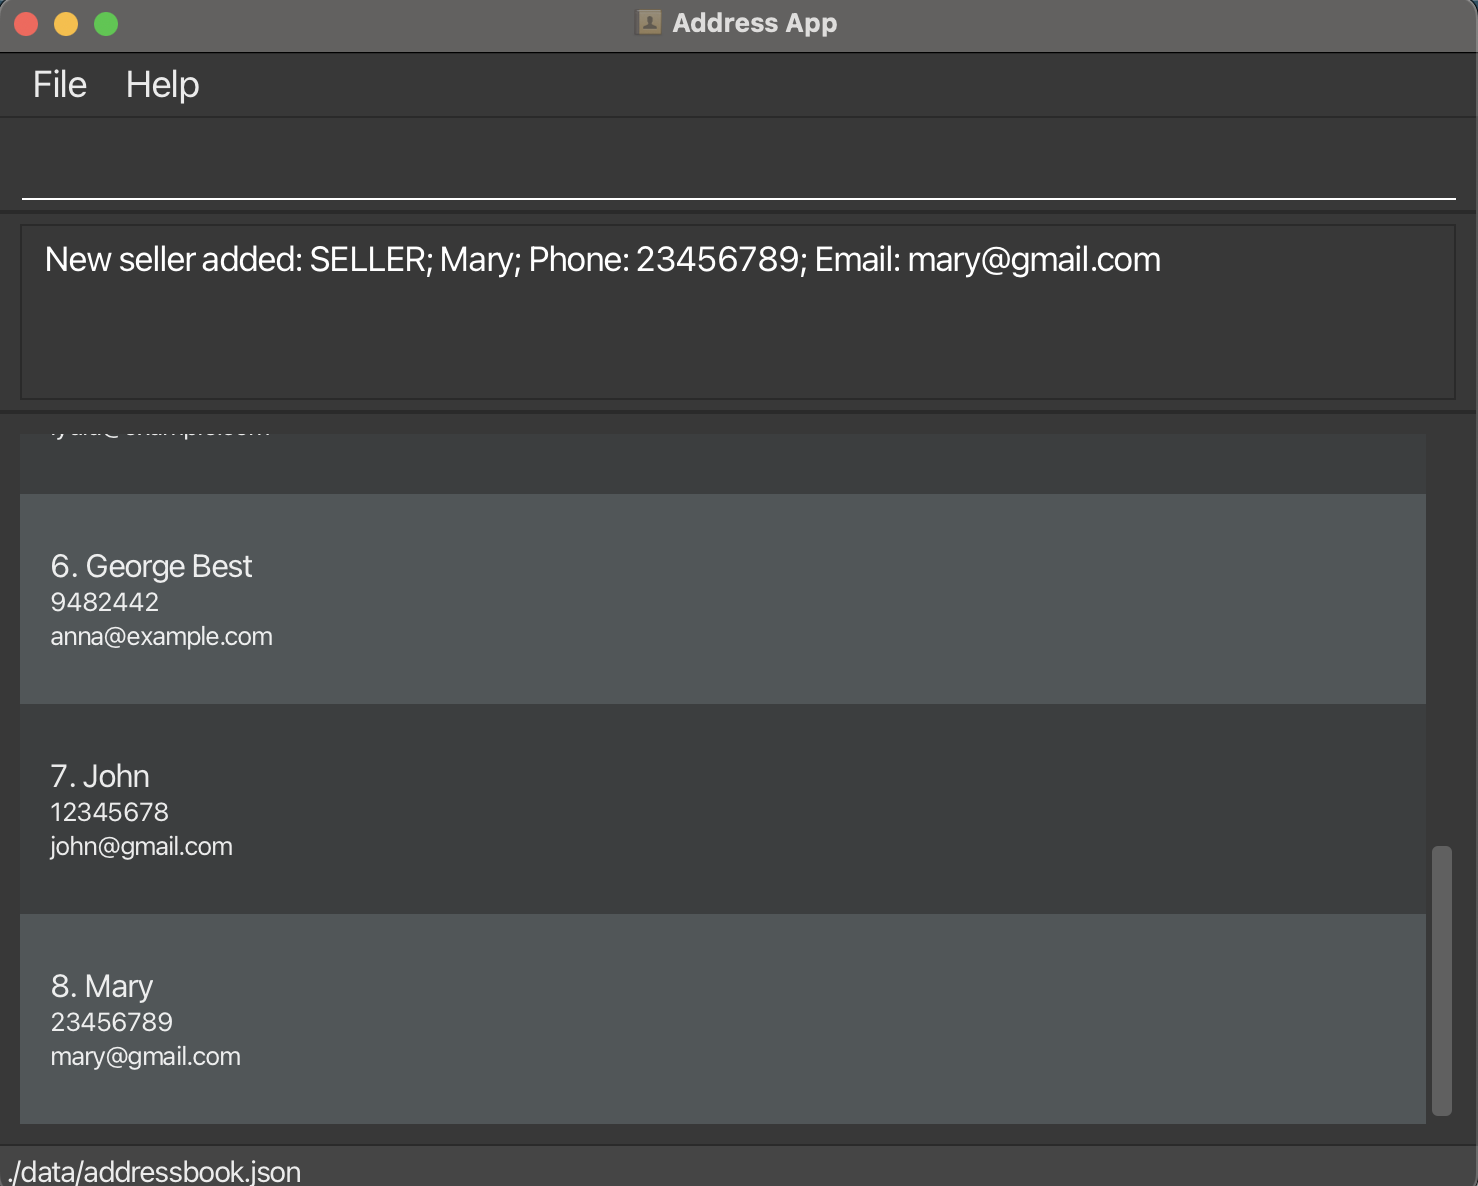 Address App
File Help
New seller added: SELLER; Mary; Phone: 23456789; Email: mary@gmail.com
6. George Best
9482442
anna@example.com
7. John
12345678
john@gmail.com
8. Mary
23456789
mary@gmail.com
./data/addressbook.json